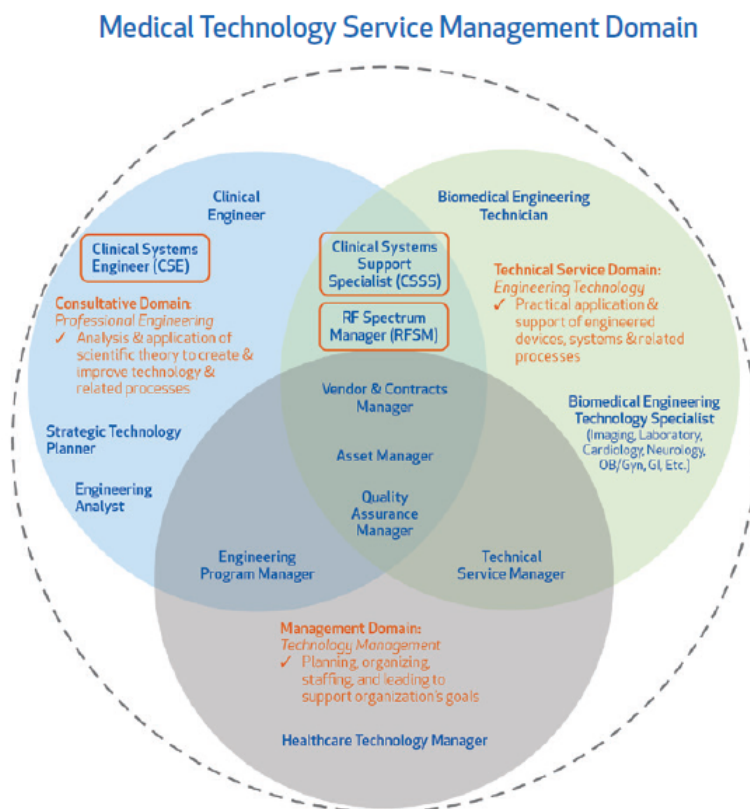 Medical Technology Service Management Domain
Clinical
Engineer
Biomedical Engineering
Technician
Clinical Systems
Engineer (CSE)
Clinical Systems
Support
Specialist (CSSS)
Consultative Domain:
Professional Engineering
✓ Analysis & application of
scientific theory to create &
improve technology &
related processes
RF Spectrum
Manager (RFSM)
Technical Service Domain:
Engineering Technology
✓ Practical application &
support of engineered
devices, systems & related
processes
Vendor & Contracts
Manager
Strategic Technology
Planner
Engineering
Analyst
Asset Manager
Quality
Assurance
Manager
Biomedical Engineering
Technology Specialist
(Imaging, Laboratory,
Cardiology, Neurology,
OB/Gyn, GI, Etc.)
Engineering
Program Manager
Technical
Service Manager
Management Domain:
Technology Management
✓ Planning, organizing,
staffing, and leading to
support organization's goals
Healthcare Technology Manager